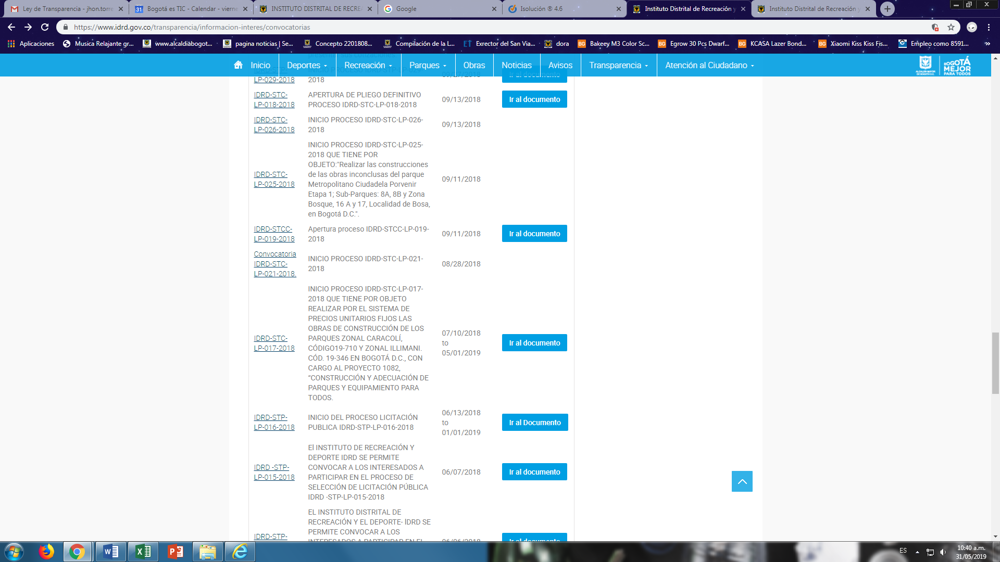 Ley de Transparencia - jhon.torre
Bogotá es TIC - Calendar - vierne
INSTITUTO DISTRITAL DE RECREA
Google
Isolución ® 4.6
Instituto Distrital de Recreación y
Instituto Distrital de Recreación y
https://www.idrd.gov.co/transparencia/informacion-interes/convocatorias
Aplicaciones
Musica Relajante gr...
www.alcaldiabogot...
pagina noticias | Se...
Concepto 2201808...
Compilación de la L...
Exrector del San Via...
dora
Bakeey M3 Color Sc...
Egrow 30 Pcs Dwarf...
KCASA Lazer Bond...
Xiaomi Kiss Kiss Fis...
Empleo como 8591...
Inicio
Deportes
Recreación
Parques
Obras
Noticias
Avisos
Transparencia
Atención al Ciudadano
BOGOTÁ
MEJOR
PARA TODOS
ALCALDÍA MAYOR
DE BOGOTÁ D.C.
LP-029-2018
2018
Ir al documento
IDRD-STC-
LP-018-2018
APERTURA DE PLIEGO DEFINITIVO
PROCESO IDRD-STC-LP-018-2018
09/13/2018
Ir al documento
IDRD-STC-
LP-026-2018
INICIO PROCESO IDRD-STC-LP-026-
2018
09/13/2018
IDRD-STC-
LP-025-2018
INICIO PROCESO IDRD-STC-LP-025-
2018 QUE TIENE POR
OBJETO:"Realizar las construcciones
de las obras inconclusas del parque
Metropolitano Ciudadela Porvenir
Etapa 1; Sub-Parques: 8A, 8B y Zona
Bosque, 16 A y 17, Localidad de Bosa,
en Bogotá D.C.".
09/11/2018
IDRD-STCC-
LP-019-2018
Apertura proceso IDRD-STCC-LP-019-
2018
09/11/2018
Ir al documento
Convocatoria
IDRD-STC-
LP-021-2018.
INICIO PROCESO IDRD-STC-LP-021-
2018
08/28/2018
IDRD-STC-
LP-017-2018
INICIO PROCESO IDRD-STC-LP-017-
2018 QUE TIENE POR OBJETO
REALIZAR POR EL SISTEMA DE
PRECIOS UNITARIOS FIJOS LAS
OBRAS DE CONSTRUCCIÓN DE LOS
PARQUES ZONAL CARACOLÍ,
CÓDIGO19-710 Y ZONAL ILLIMANI.
CÓD. 19-346 EN BOGOTÁ D.C., CON
CARGO AL PROYECTO 1082,
“CONSTRUCCIÓN Y ADECUACIÓN DE
PARQUES Y EQUIPAMIENTO PARA
TODOS.
07/10/2018
to
05/01/2019
Ir al documento
IDRD-STP-
LP-016-2018
INICIO DEL PROCESO LICITACIÓN
PUBLICA IDRD-STP-LP-016-2018
06/13/2018
to
01/01/2019
Ir al Documento
IDRD -STP-
LP-015-2018
El INSTITUTO DE RECREACIÓN Y
DEPORTE IDRD SE PERMITE
CONVOCAR A LOS INTERESADOS A
PARTICIPAR EN EL PROCESO DE
SELECCIÓN DE LICITACIÓN PÚBLICA
IDRD -STP-LP-015-2018
06/07/2018
Ir al documento
IDRD-STP-
EL INSTITUTO DISTRITAL DE
RECREACIÓN Y EL DEPORTE- IDRD SE
PERMITE CONVOCAR A LOS
INTERESADOS A PARTICIPAR EN EL
06/06/2018
Ir al documento
ES
10:40 a.m.
31/05/2019